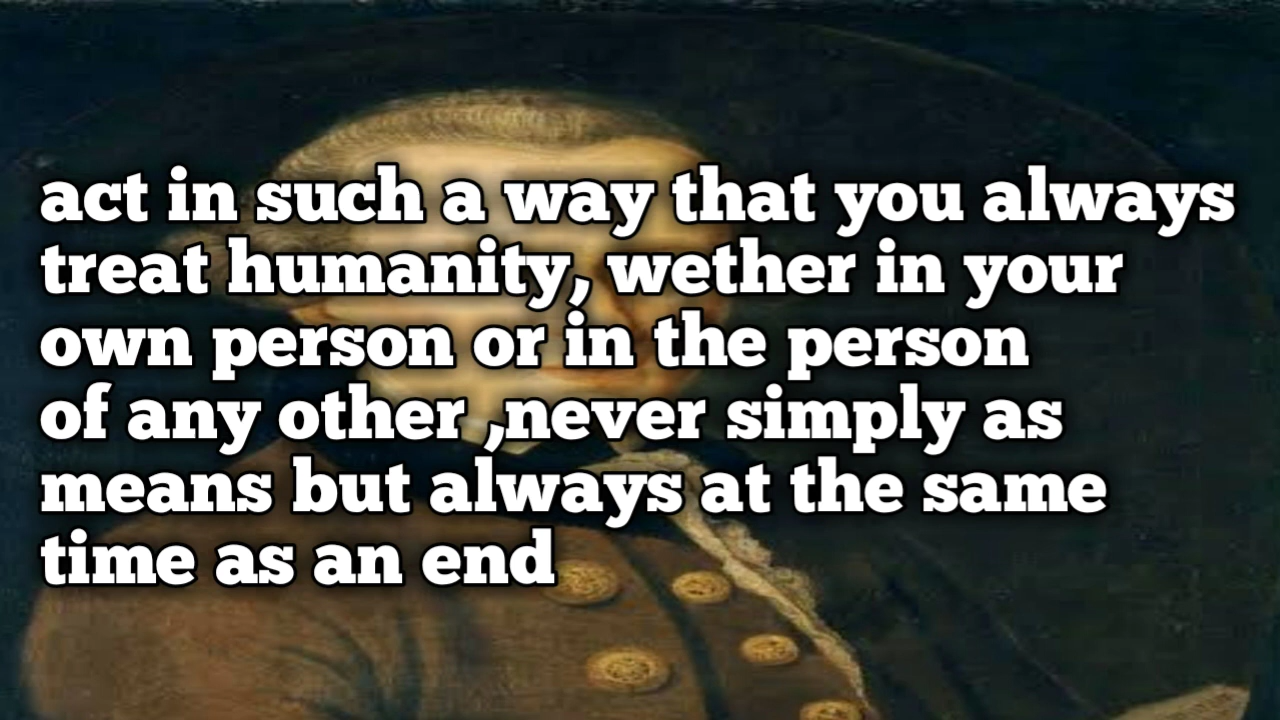 act in such a way that you always
treat humanity, wether in your
own person or in the person
of any other ,never simply as
means but always at the same
time as an end